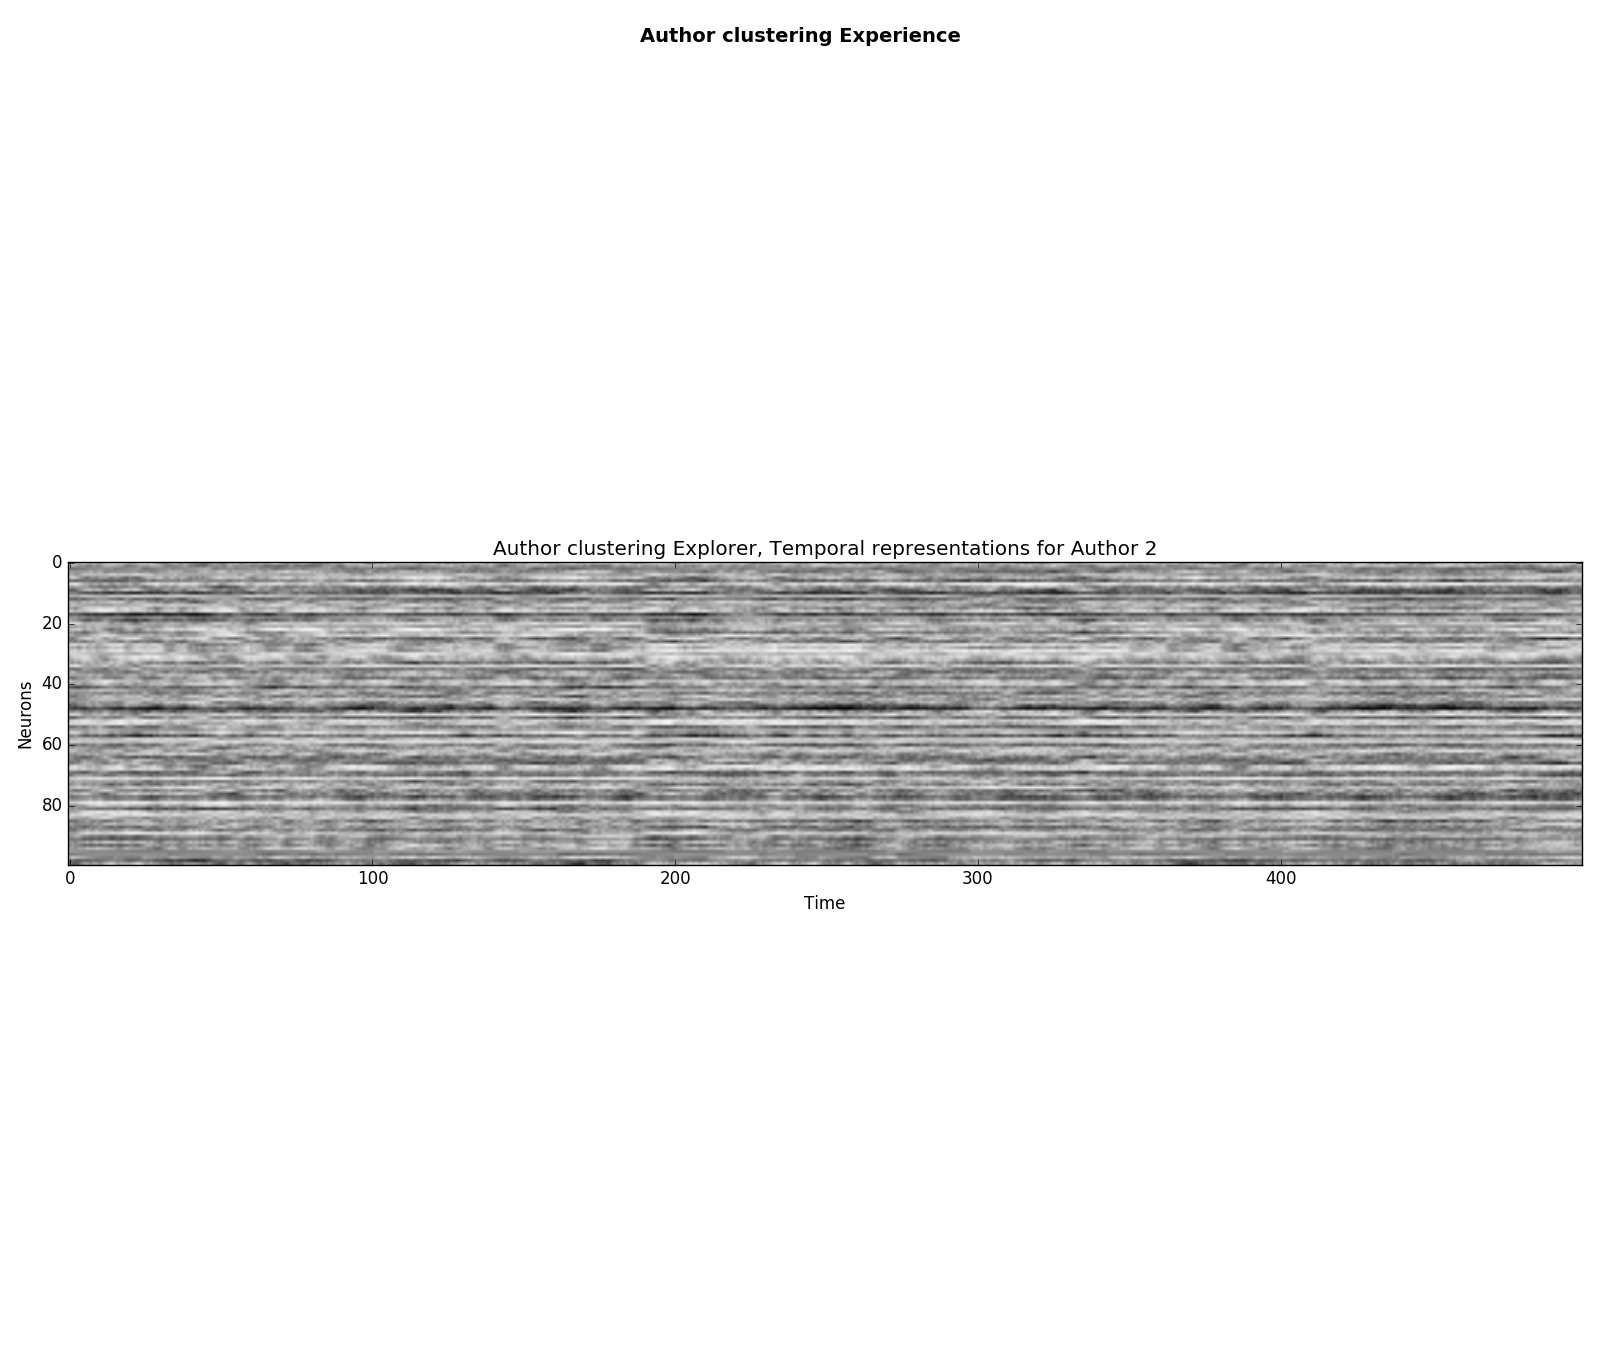 Author clustering Experience
Author clustering Explorer, Temporal representations for Author 2
0
20
40
60
80
Neurons
0 100 200 300 400
Time